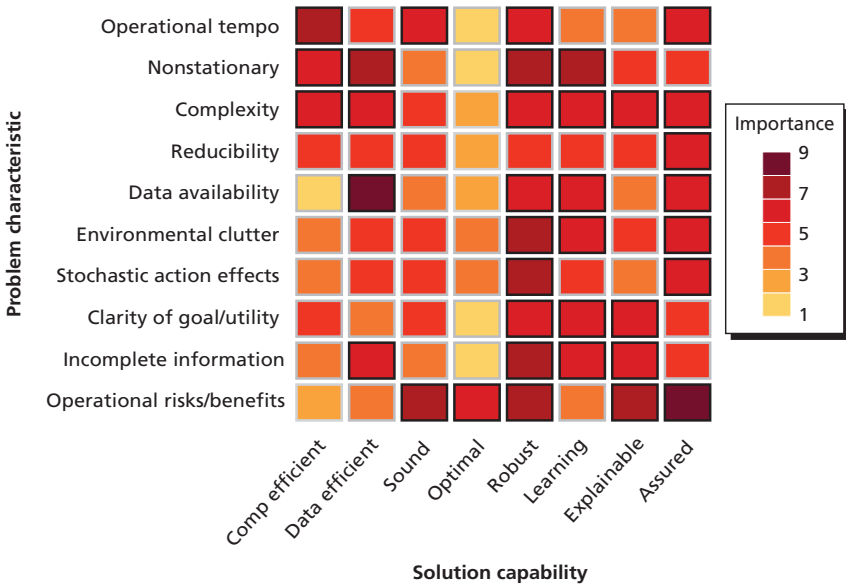 Problem characteristic
Operational tempo
Nonstationary
Complexity
Reducibility
Data availability
Environmental clutter
Stochastic action effects
Clarity of goal/utility
Incomplete information
Operational risks/benefits
Comp efficient
Data efficient
Sound
Optimal
Robust
Learning
Explainable
Assured
Solution capability
Importance
9
7
5
3
1